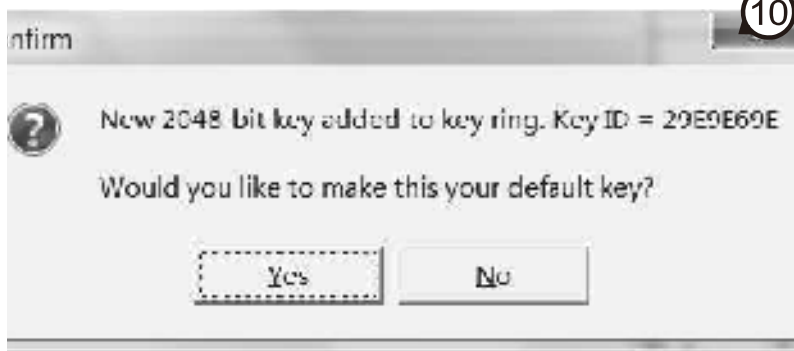 10
nfirm
New 2048 bit key added to key ring. Key ID = 29E9E69E
Would you like to make this your default key?
Yes
No